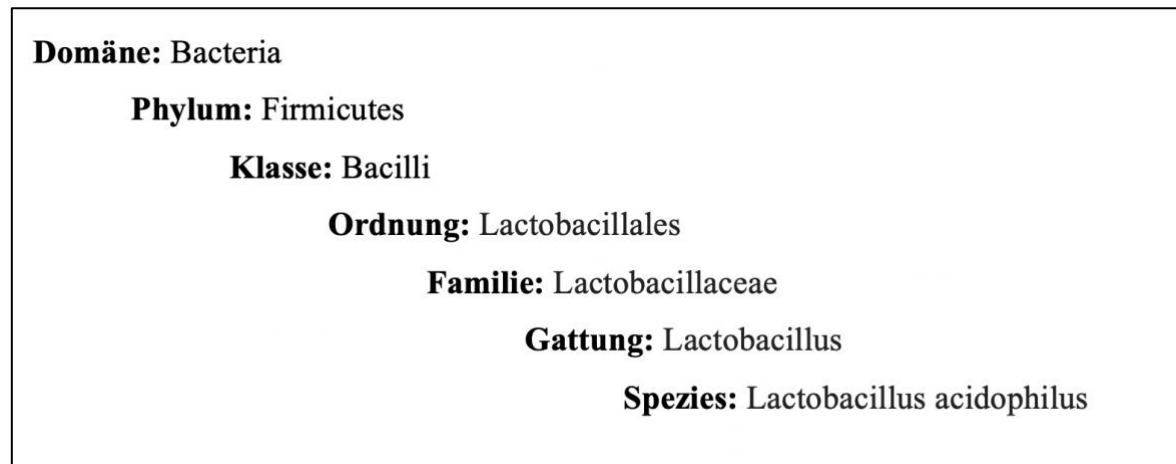 Domäne: Bacteria
Phylum: Firmicutes
Klasse: Bacilli
Ordnung: Lactobacillales
Familie: Lactobacillaceae
Gattung: Lactobacillus
Spezies: Lactobacillus acidophilus